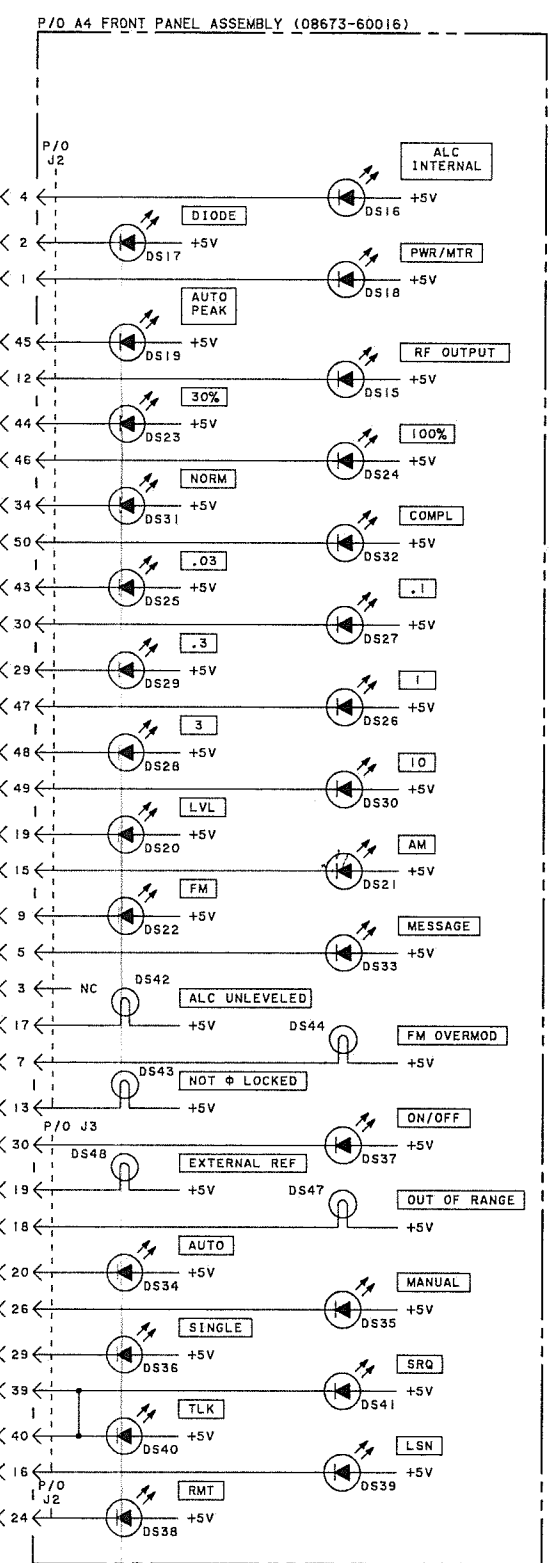 P/O A4 FRONT PANEL ASSEMBLY (08673-60016)
P/O
J2
ALC
INTERNAL
4
DS16
+5V
DIODE
2
DS17
+5V
PWR/MTR
1
DS18
+5V
AUTO
PEAK
45
DS19
+5V
RF OUTPUT
12
DS15
+5V
30%
44
DS23
+5V
100%
46
DS24
+5V
NORM
34
DS31
+5V
COMPL
50
DS32
+5V
.03
43
DS25
+5V
.1
30
DS27
+5V
.3
29
DS29
+5V
1
47
DS26
+5V
3
48
DS28
+5V
10
49
DS30
+5V
LVL
19
DS20
+5V
AM
15
DS21
+5V
FM
9
DS22
+5V
MESSAGE
5
DS33
+5V
3
NC
DS42
ALC UNLEVELED
17
+5V
DS44
FM OVERMOD
7
+5V
DS43
NOT Φ LOCKED
13
+5V
P/O J3
ON/OFF
30
DS37
+5V
DS48
EXTERNAL REF
19
+5V
DS47
OUT OF RANGE
18
+5V
AUTO
20
DS34
+5V
MANUAL
26
DS35
+5V
SINGLE
29
DS36
+5V
SRQ
39
DS41
+5V
TLK
40
DS40
+5V
LSN
16
DS39
+5V
P/O
J2
RMT
24
DS38
+5V